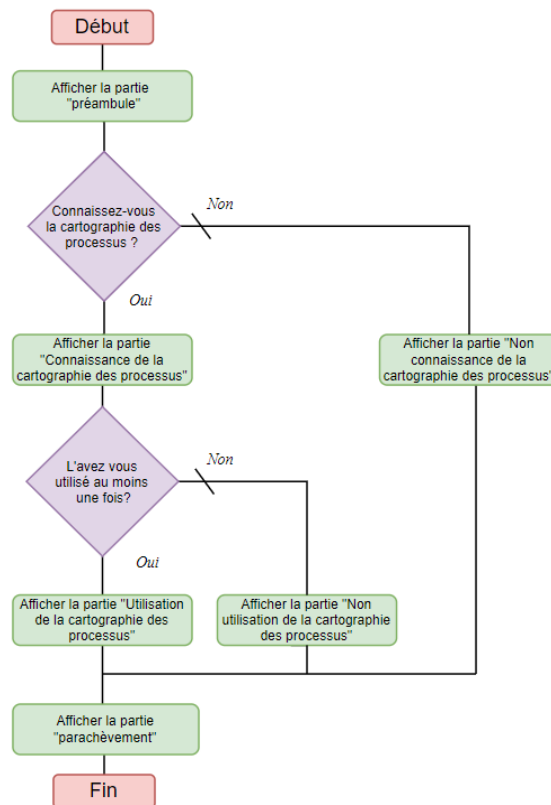 Début
Afficher la partie
"préambule"
Connaissez-vous
la cartographie des
processus ?
Non
Oui
Afficher la partie
"Connaissance de la
cartographie des processus"
Afficher la partie "Non
connaissance de la
cartographie des processus"
L'avez vous
utilisé au moins
une fois?
Non
Oui
Afficher la partie "Utilisation
de la cartographie des
processus"
Afficher la partie "Non
utilisation de la cartographie
des processus"
Afficher la partie
"parachèvement"
Fin